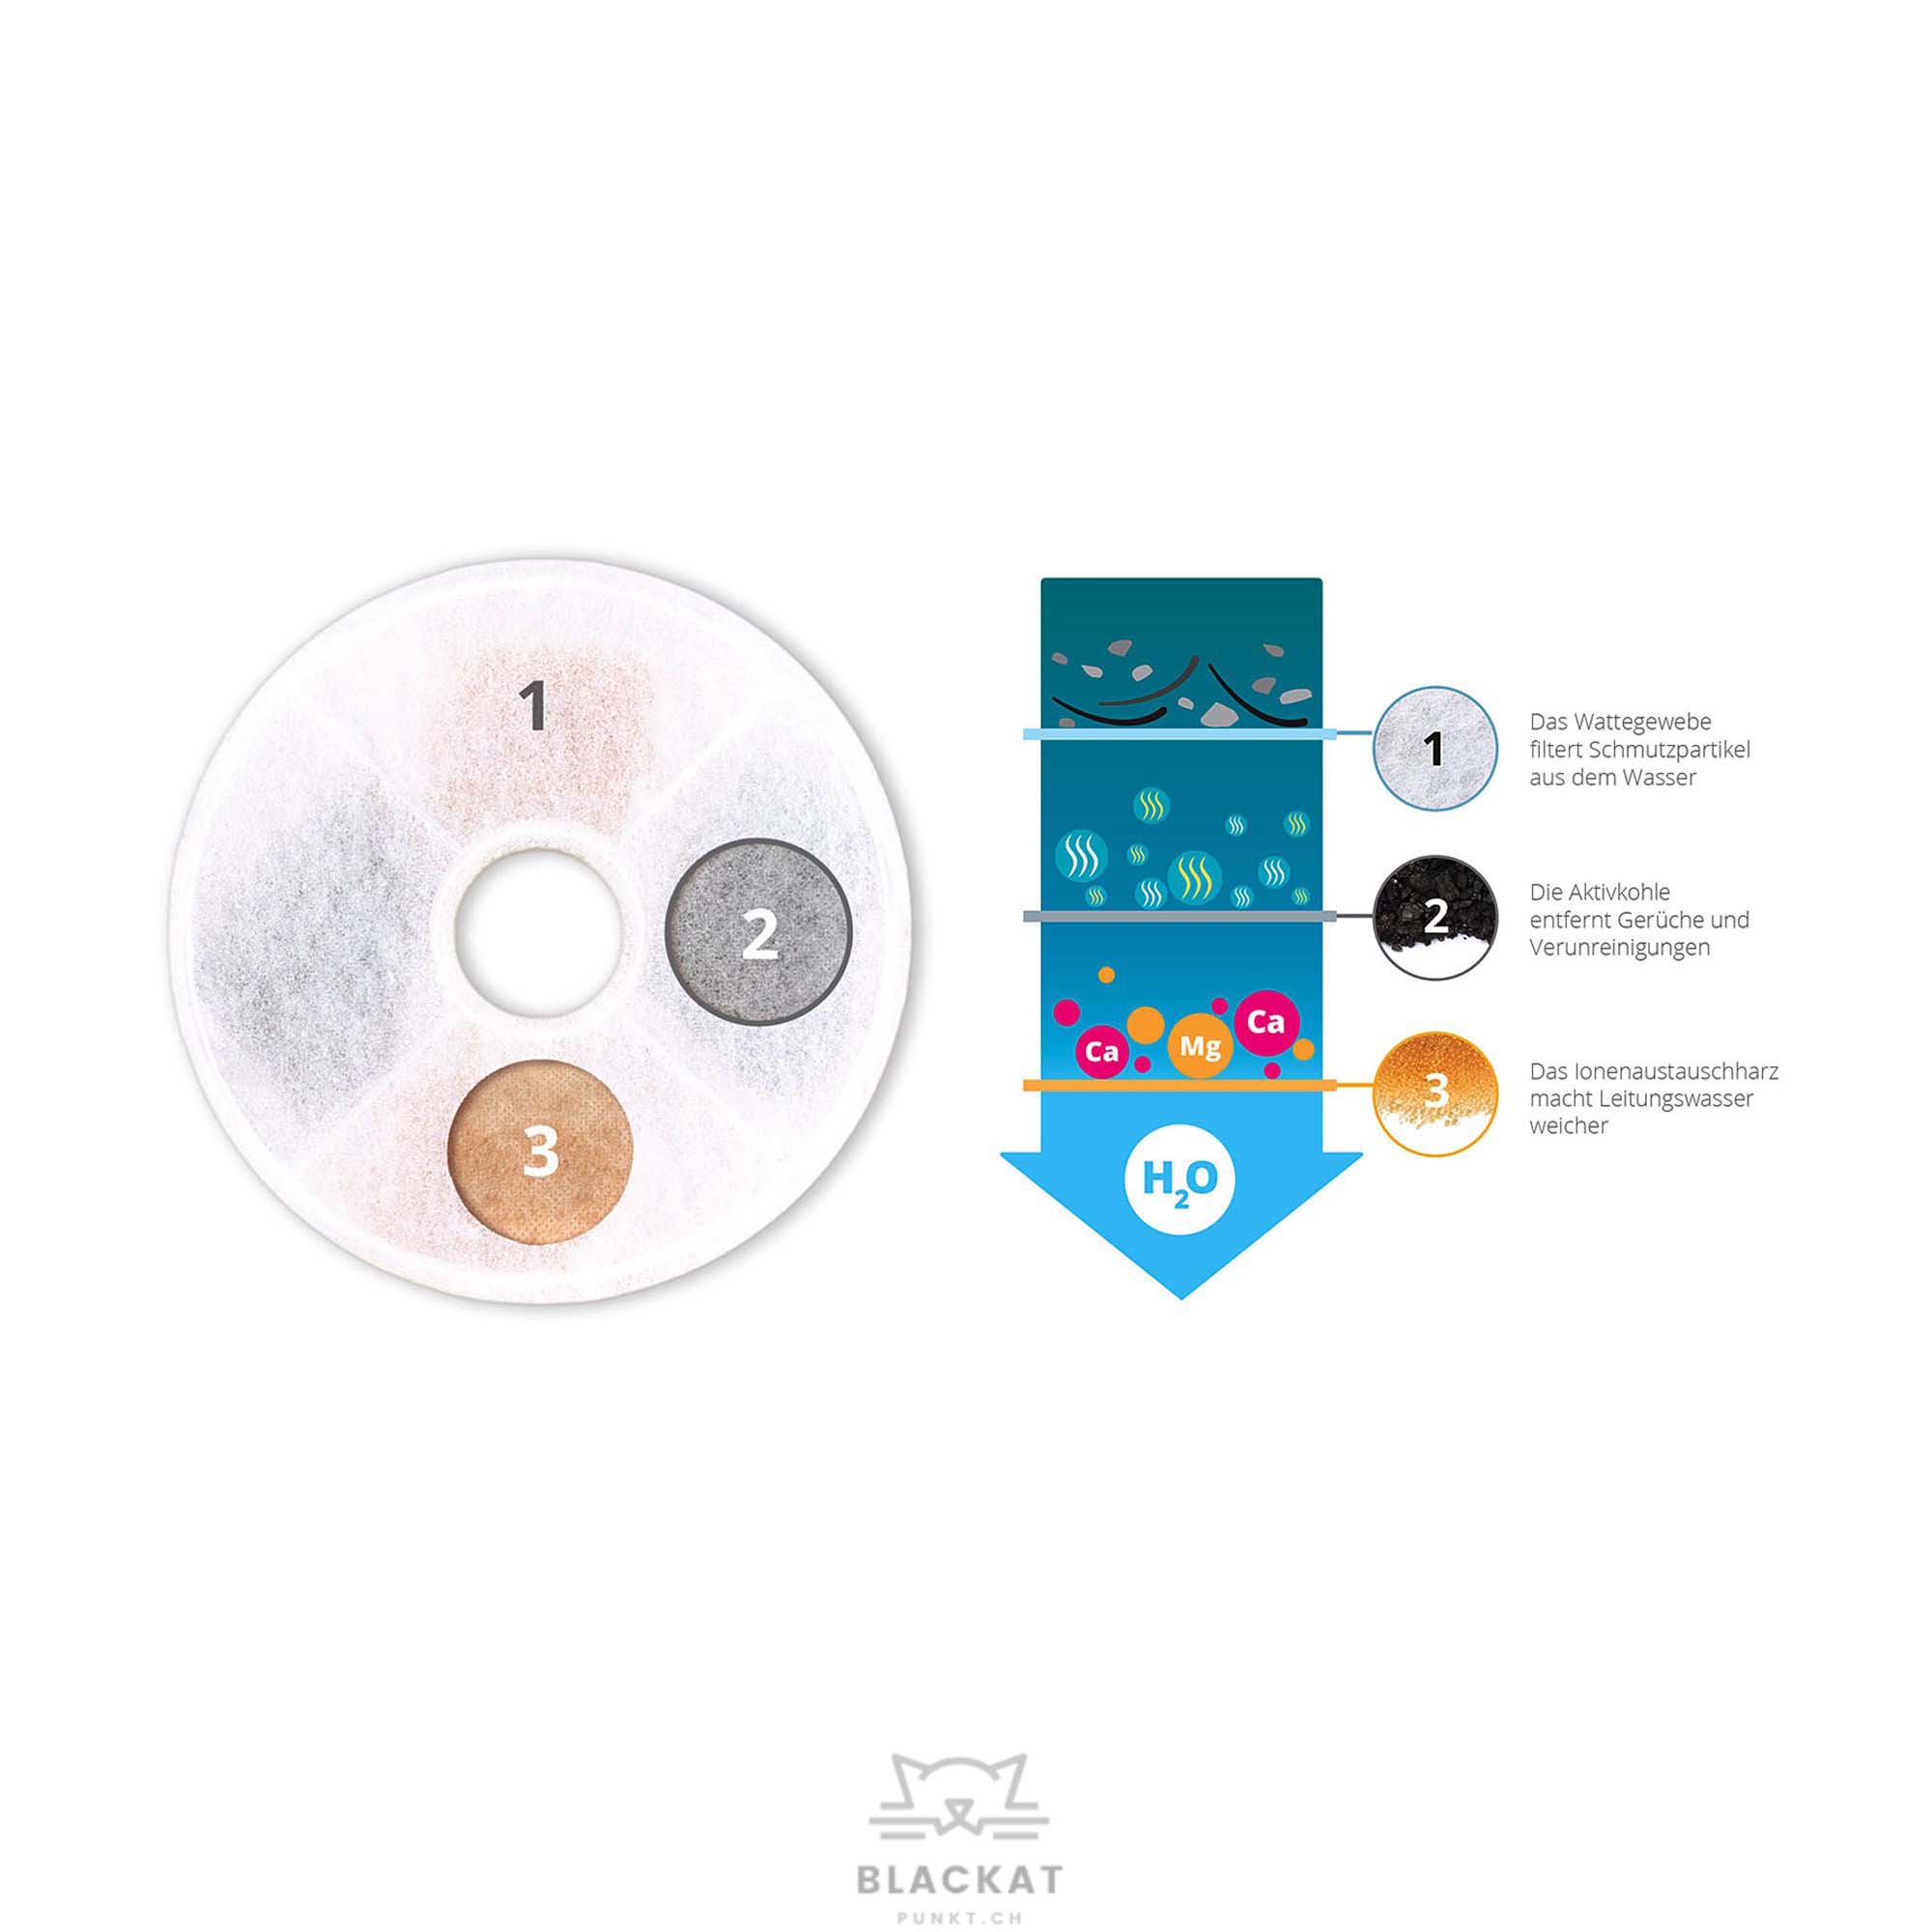 1
2
3
Ca
Mg
Ca
H2O
1
Das Wattegewebe
filtert Schmutzpartikel
aus dem Wasser
2
Die Aktivkohle
entfernt Gerüche und
Verunreinigungen
3
Das Ionenaustauschharz
macht Leitungswasser
weicher
BLACKAT
PUNKT.CH